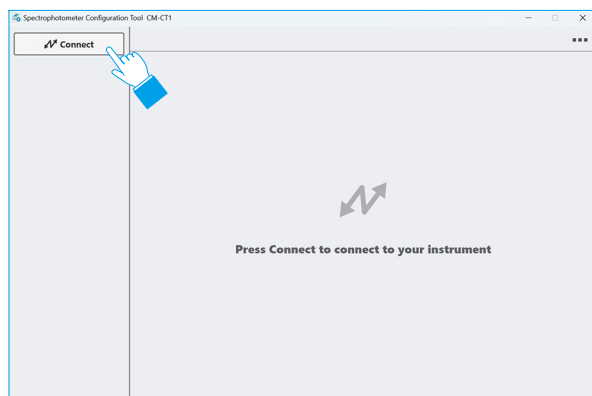 Spectrophotometer Configuration Tool CM-CT1
Connect
Press Connect to connect to your instrument